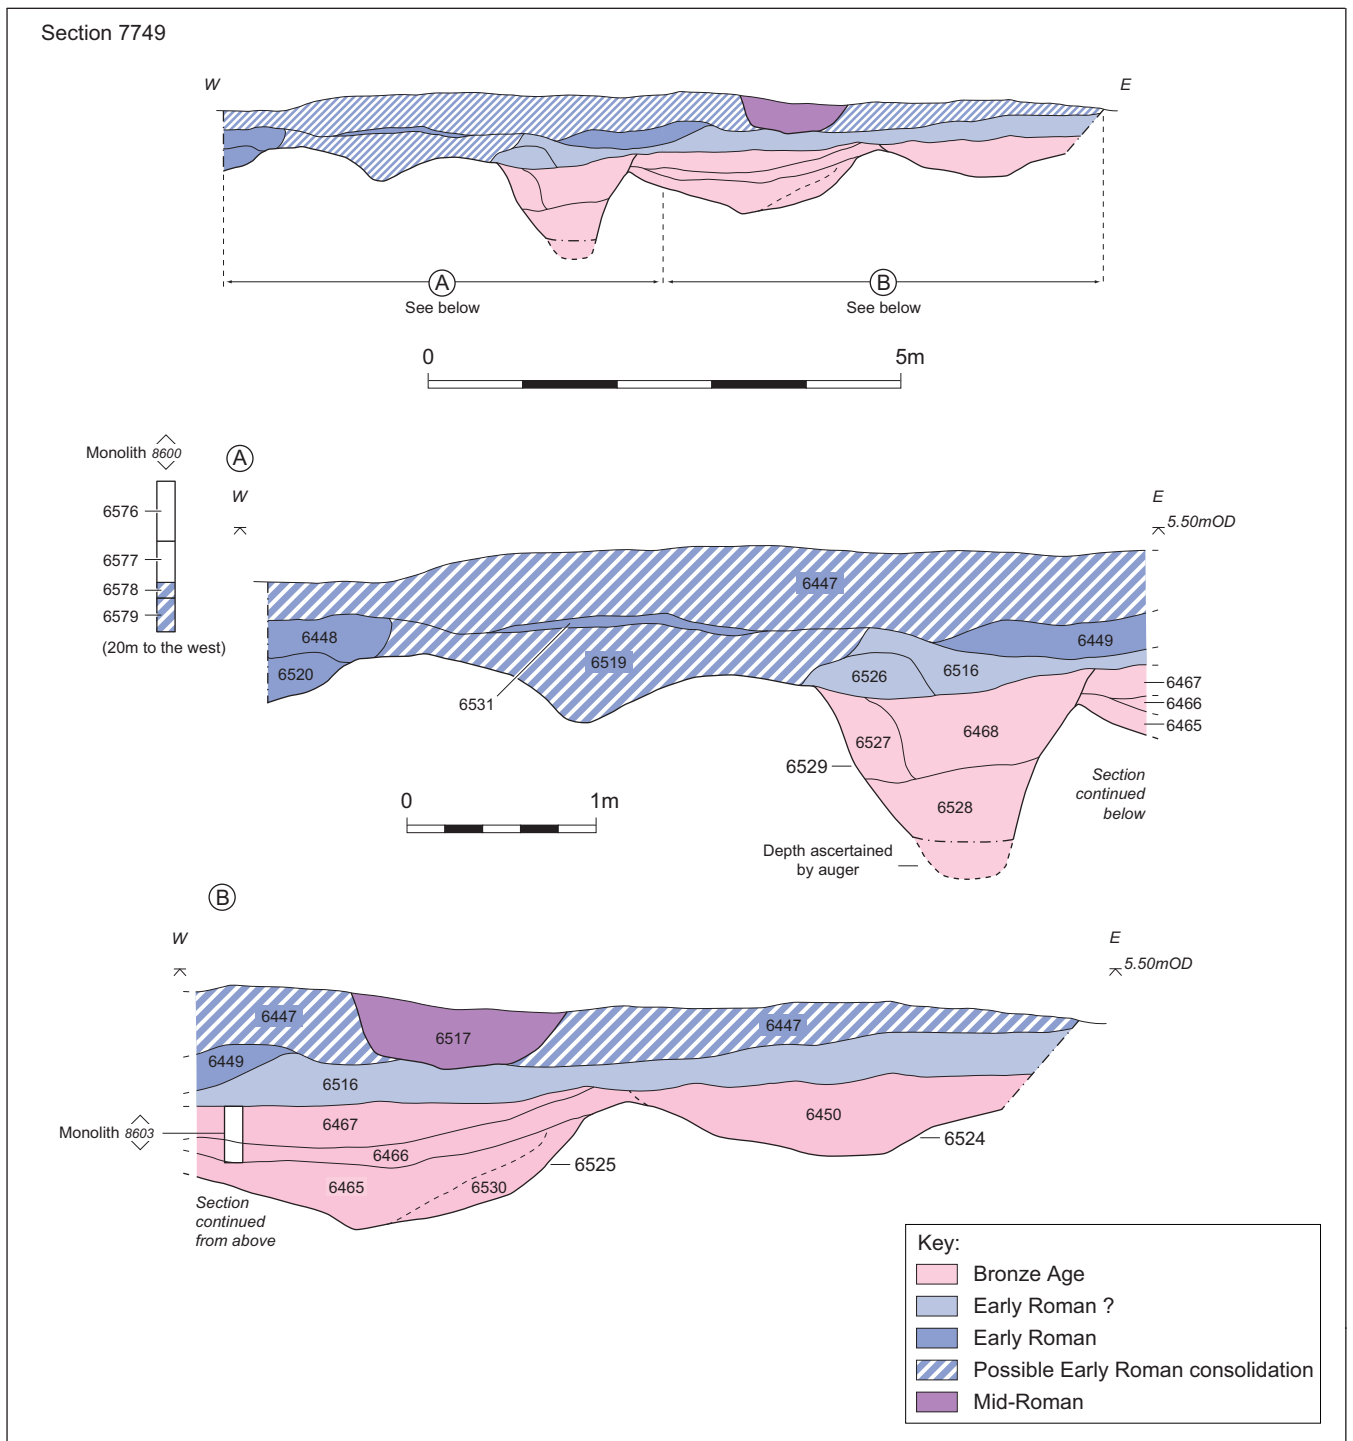 Section 7749
W
E
A
B
See below
See below
0
5m
Monolith 8600
A
6576
6577
6578
6579
(20m to the west)
W
E
5.50mOD
6447
6448
6449
6520
6519
6531
6526
6516
6467
6466
6465
6527
6468
6529
6528
Section
continued
below
0
1m
Depth ascertained
by auger
B
W
E
5.50mOD
6447
6517
6447
6449
6516
6467
6450
Monolith 8603
6466
6524
6525
6465
6530
Section
continued
from above
Key:
Bronze Age
Early Roman ?
Early Roman
Possible Early Roman consolidation
Mid-Roman